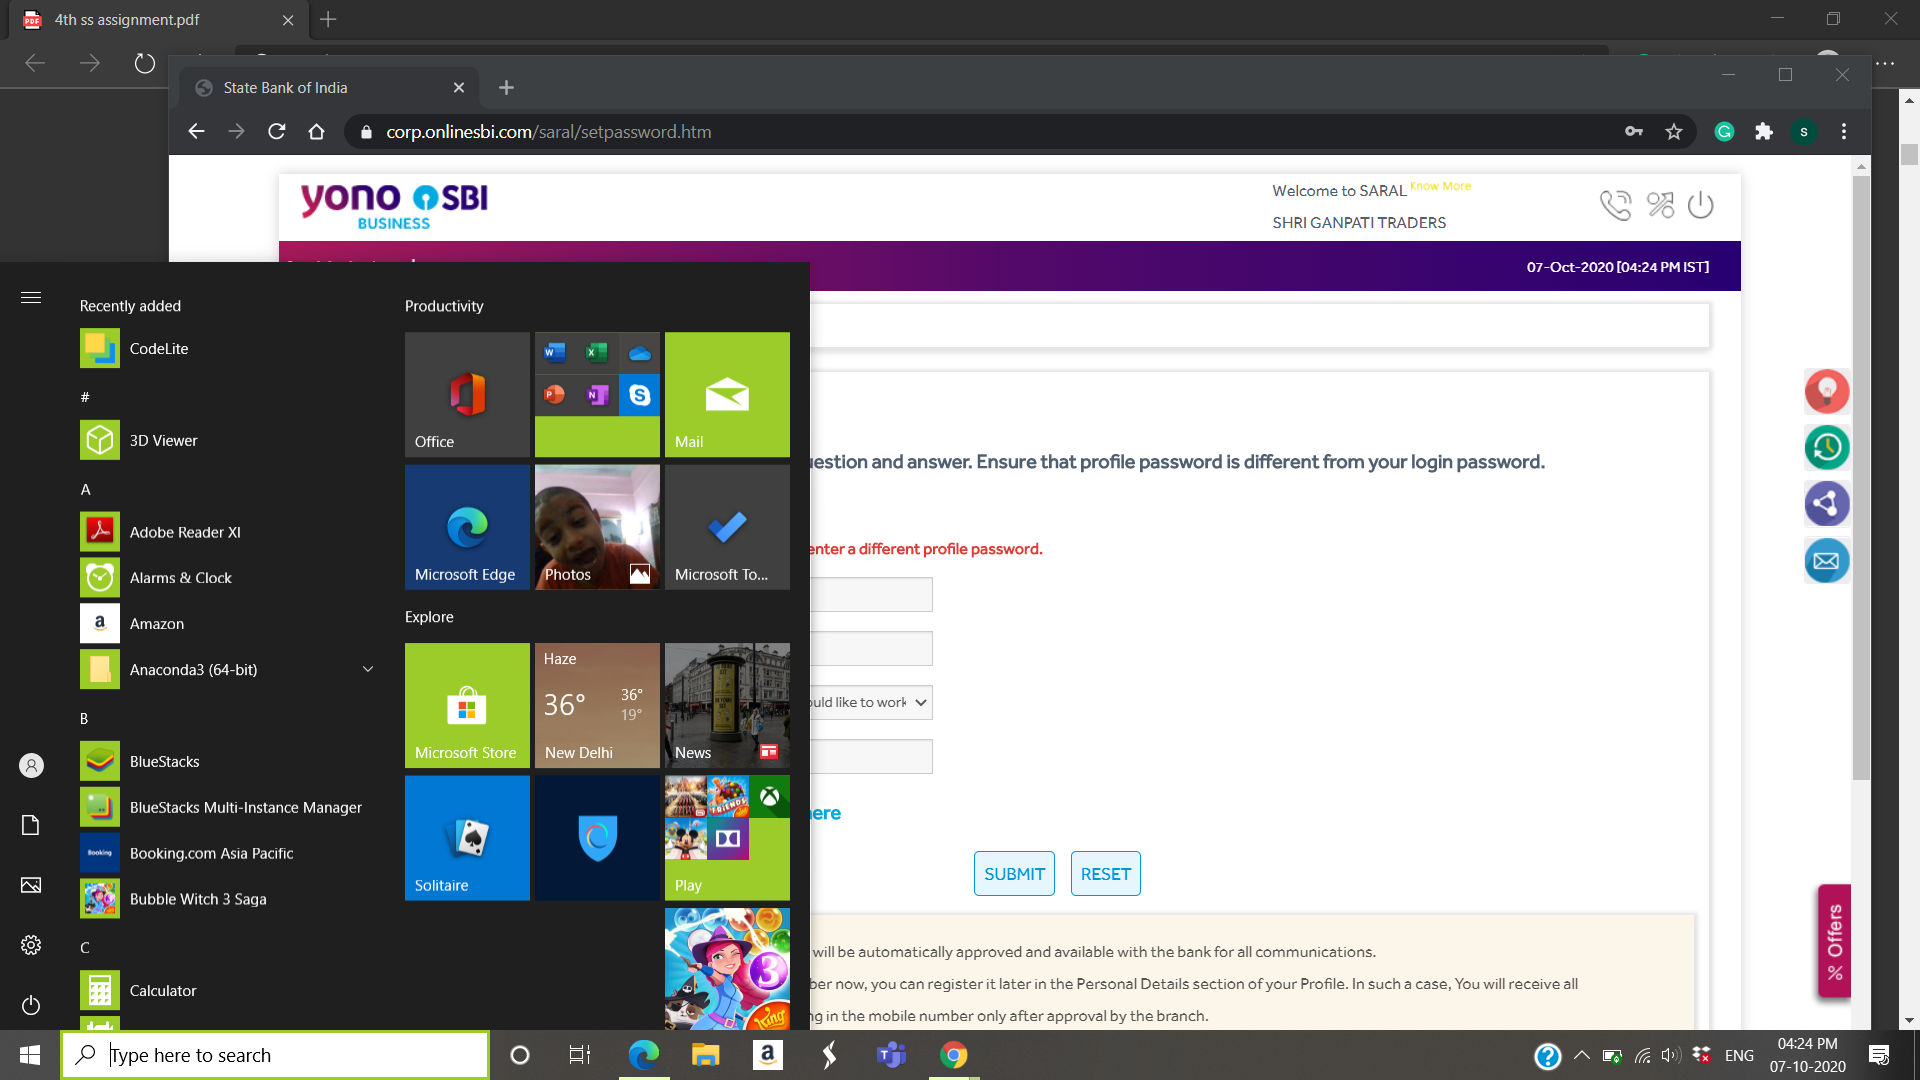 4th ss assignment.pdf
State Bank of India
corp.onlinesbi.com/saral/setpassword.htm
yono SBI
BUSINESS
Welcome to SARAL Know More
SHRI GANPATI TRADERS
07-Oct-2020 [04:24 PM IST]
Recently added
CodeLite
#
3D Viewer
A
Adobe Reader XI
Alarms & Clock
Amazon
Anaconda3 (64-bit)
B
BlueStacks
BlueStacks Multi-Instance Manager
Booking.com Asia Pacific
Bubble Witch 3 Saga
C
Calculator
Productivity
Office
Mail
Microsoft Edge
Photos
Microsoft To...
Explore
Microsoft Store
Haze
36°
36°
19°
New Delhi
News
Solitaire
Play
estion and answer. Ensure that profile password is different from your login password.
enter a different profile password.
ould like to work
here
SUBMIT
RESET
will be automatically approved and available with the bank for all communications.
ber now, you can register it later in the Personal Details section of your Profile. In such a case, You will receive all
g in the mobile number only after approval by the branch.
% Offers
Type here to search
ENG
04:24 PM
07-10-2020